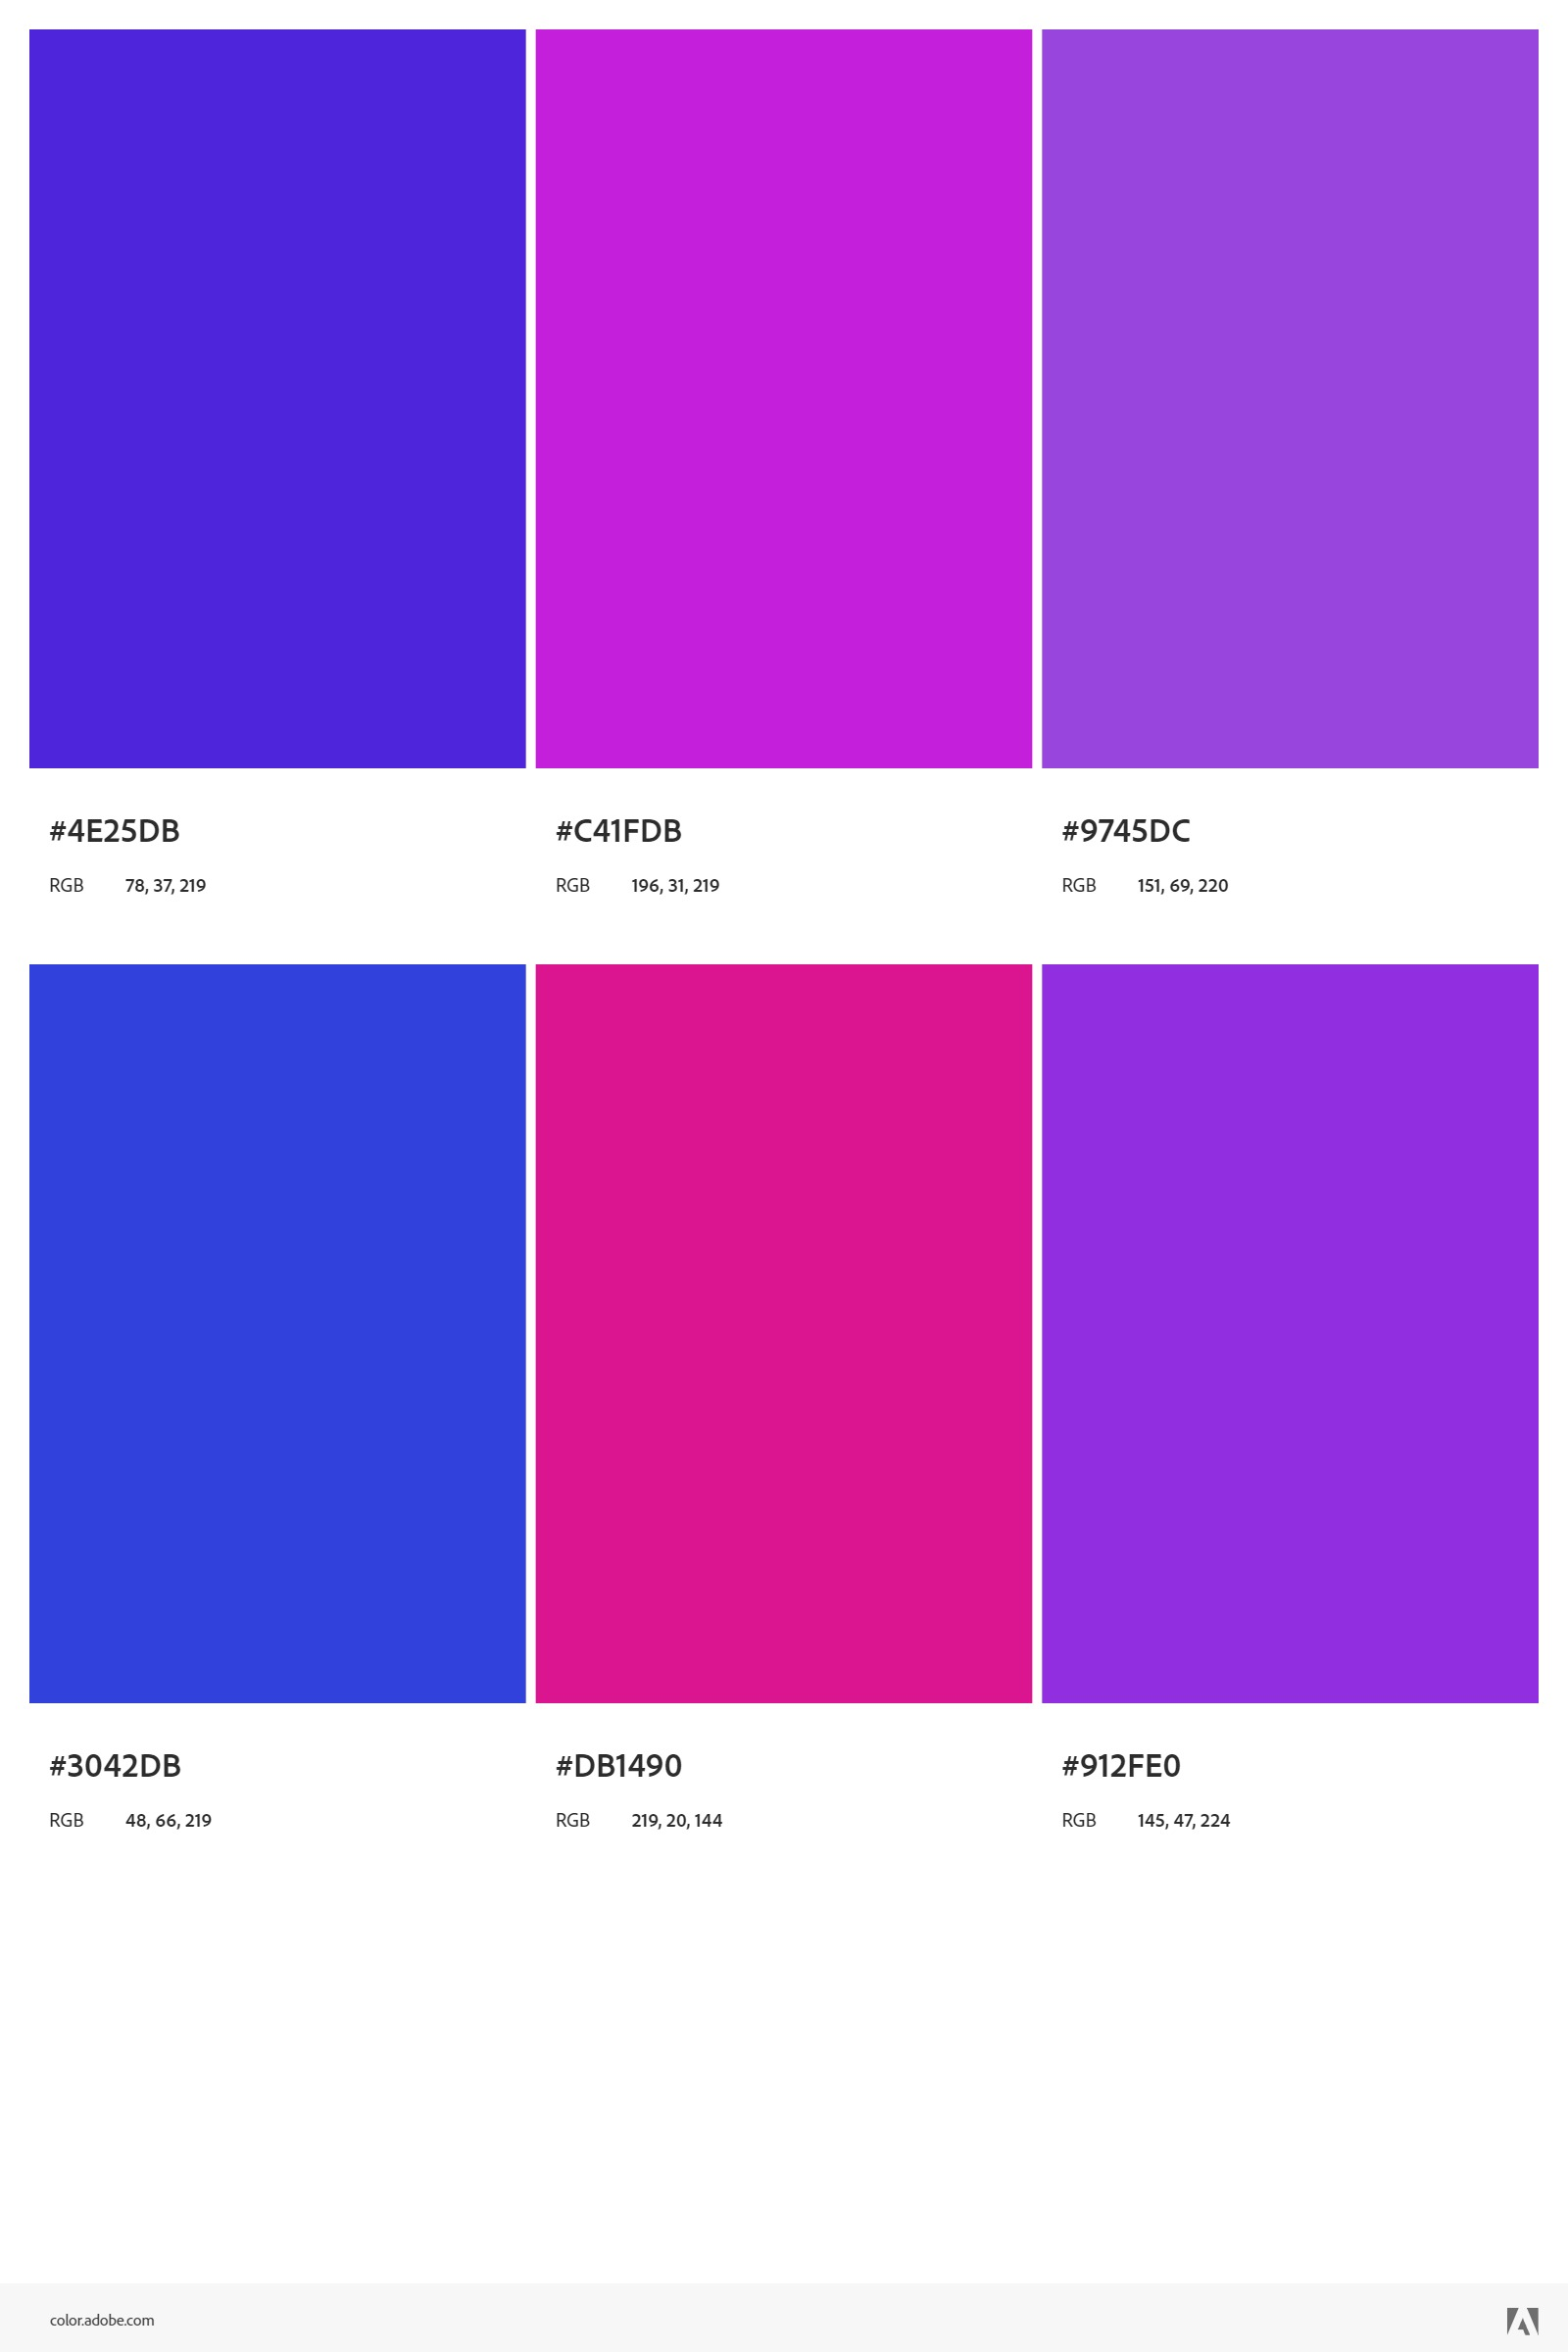 #4E25DB
RGB 78, 37, 219
#C41FDB
RGB 196, 31, 219
#9745DC
RGB 151, 69, 220
#3042DB
RGB 48, 66, 219
#DB1490
RGB 219, 20, 144
#912FE0
RGB 145, 47, 224
color.adobe.com